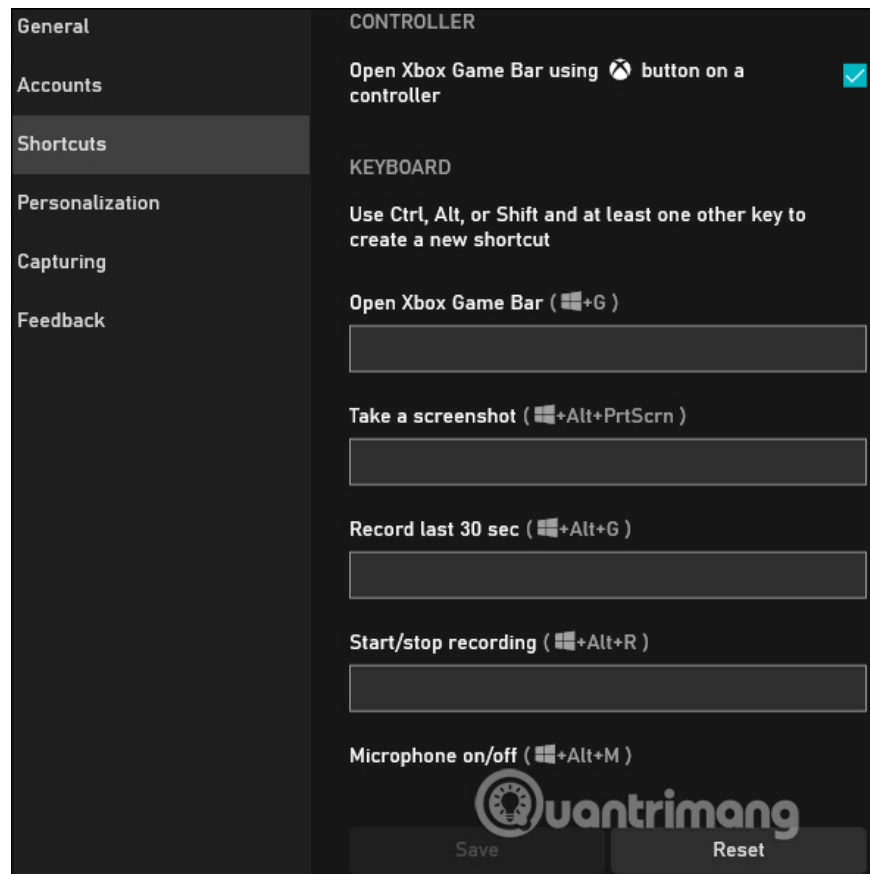 General
Accounts
Shortcuts
Personalization
Capturing
Feedback
CONTROLLER
Open Xbox Game Bar using button on a
controller
KEYBOARD
Use Ctrl, Alt, or Shift and at least one other key to
create a new shortcut
Open Xbox Game Bar ( +G )
Take a screenshot ( +Alt+PrtScrn )
Record last 30 sec ( +Alt+G )
Start/stop recording ( +Alt+R )
Microphone on/off ( +Alt+M )
Quantrimang
Save
Reset